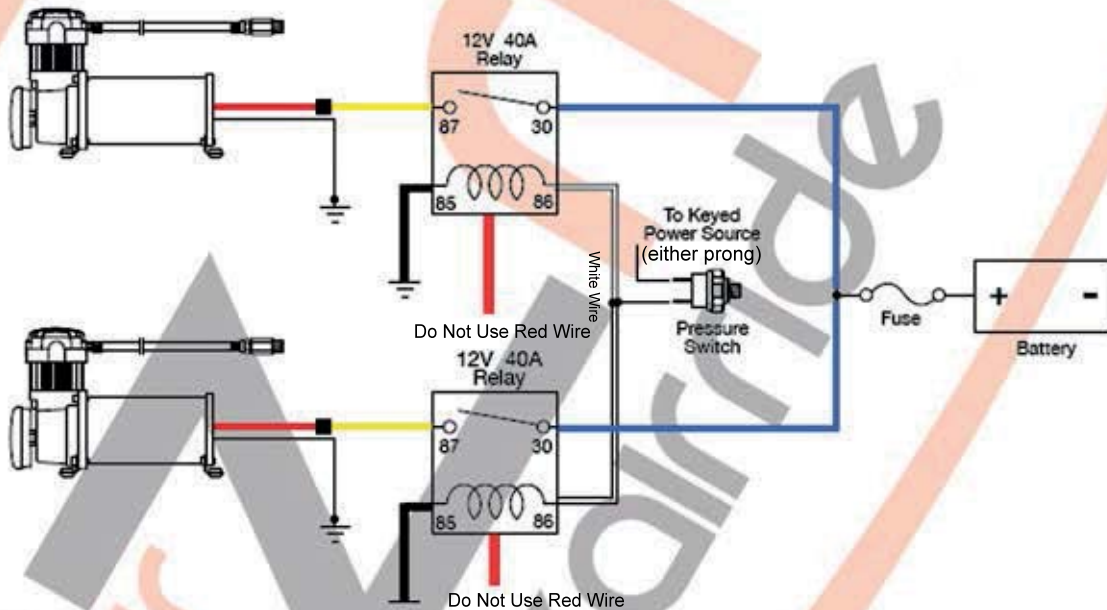 12V 40A
Relay
87
30
85
86
To Keyed
Power Source
(either prong)
White Wire
Pressure
Switch
Fuse
+
-
Battery
Do Not Use Red Wire
12V 40A
Relay
87
30
85
86
Do Not Use Red Wire
airride